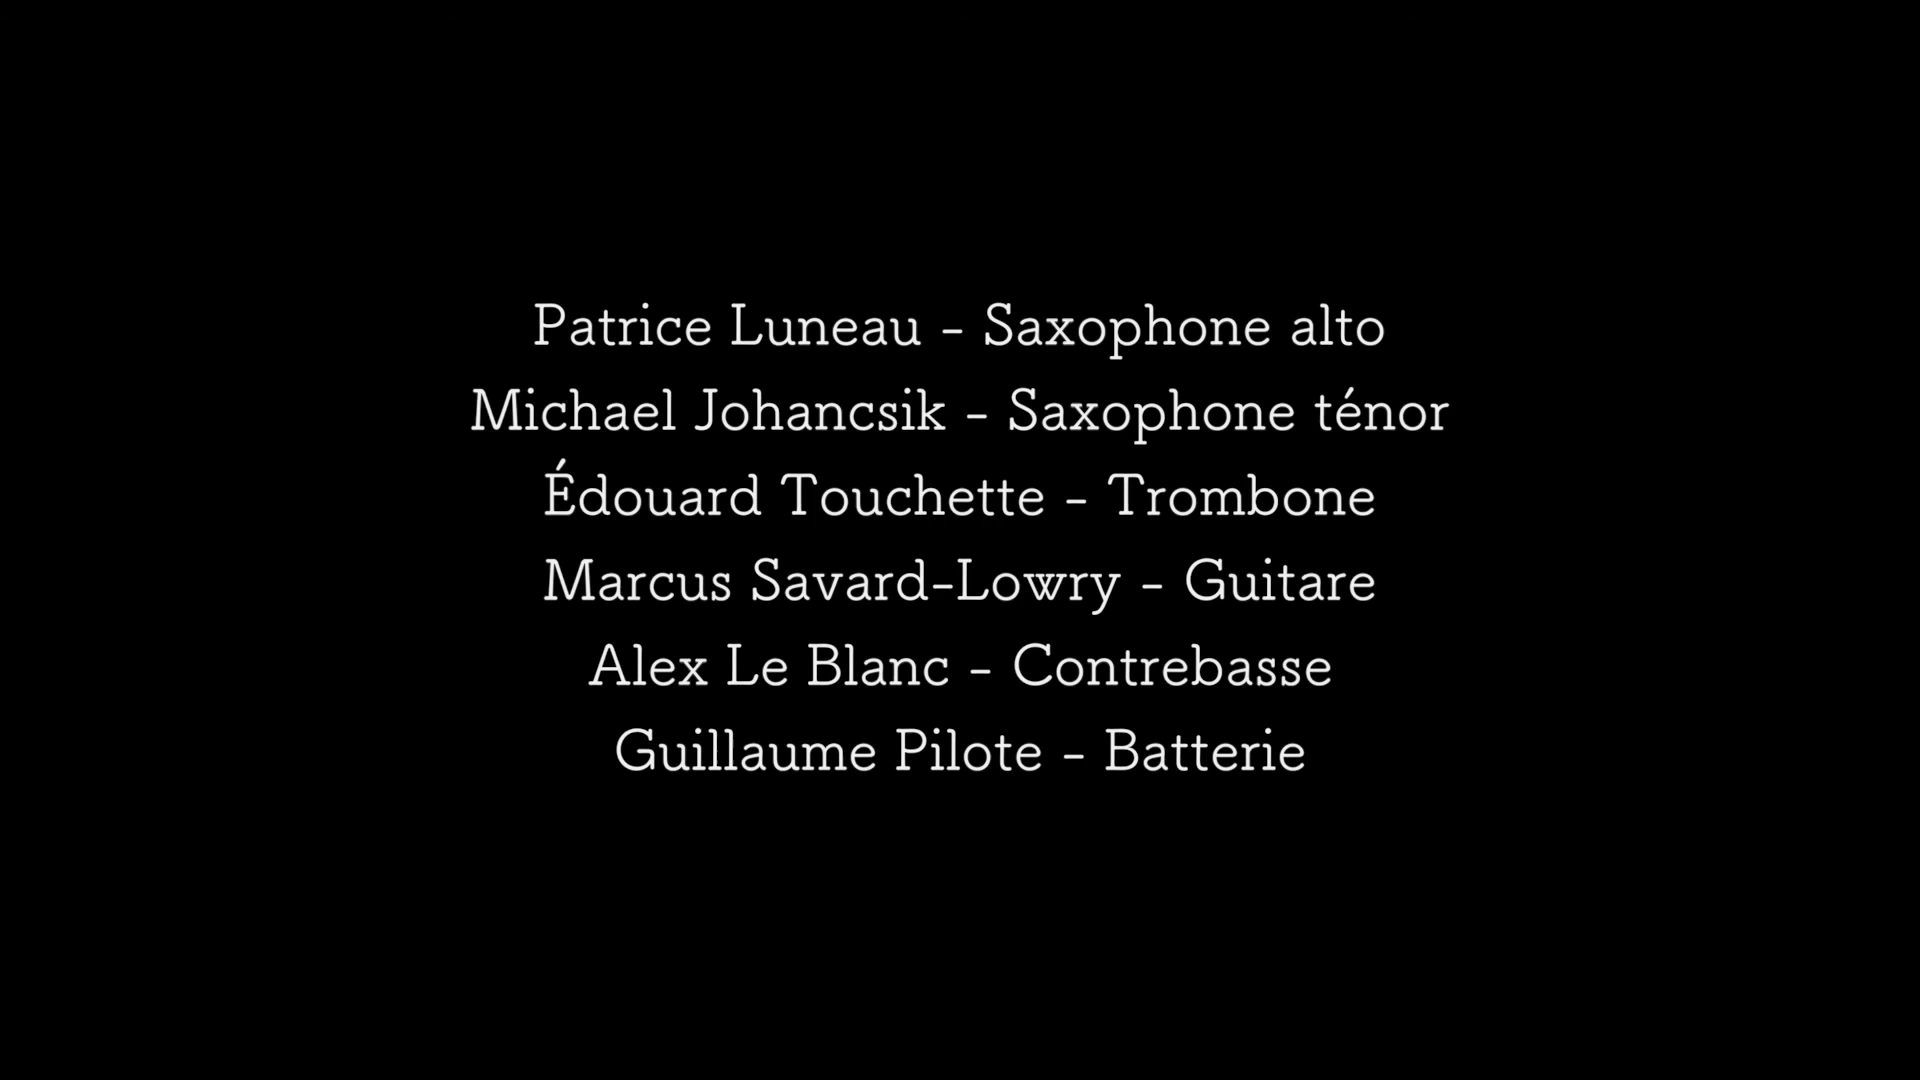 Patrice Luneau - Saxophone alto
Michael Johancsik - Saxophone ténor
Édouard Touchette - Trombone
Marcus Savard-Lowry - Guitare
Alex Le Blanc - Contrebasse
Guillaume Pilote - Batterie